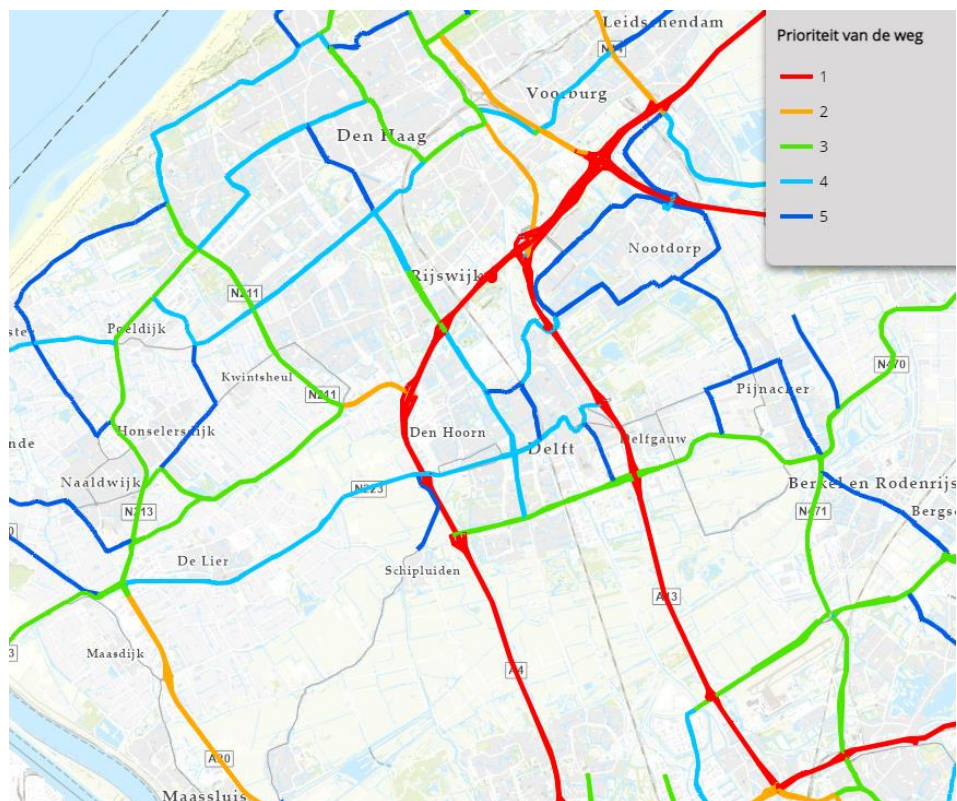 Leidschendam
Prioriteit van de weg
1
2
3
4
5
Voorburg
Den Haag
Nootdorp
Rijswijk
N211
Poeldijk
Kwintsheul
N211
N470
Pijnacker
Honselersdijk
Den Hoorn
Delft
Delfgauw
Naaldwijk
N223
Berkel en Rodenrijs
N213
N471
De Lier
Schipluiden
A13
Maasdijk
A4
A20
Maassluis